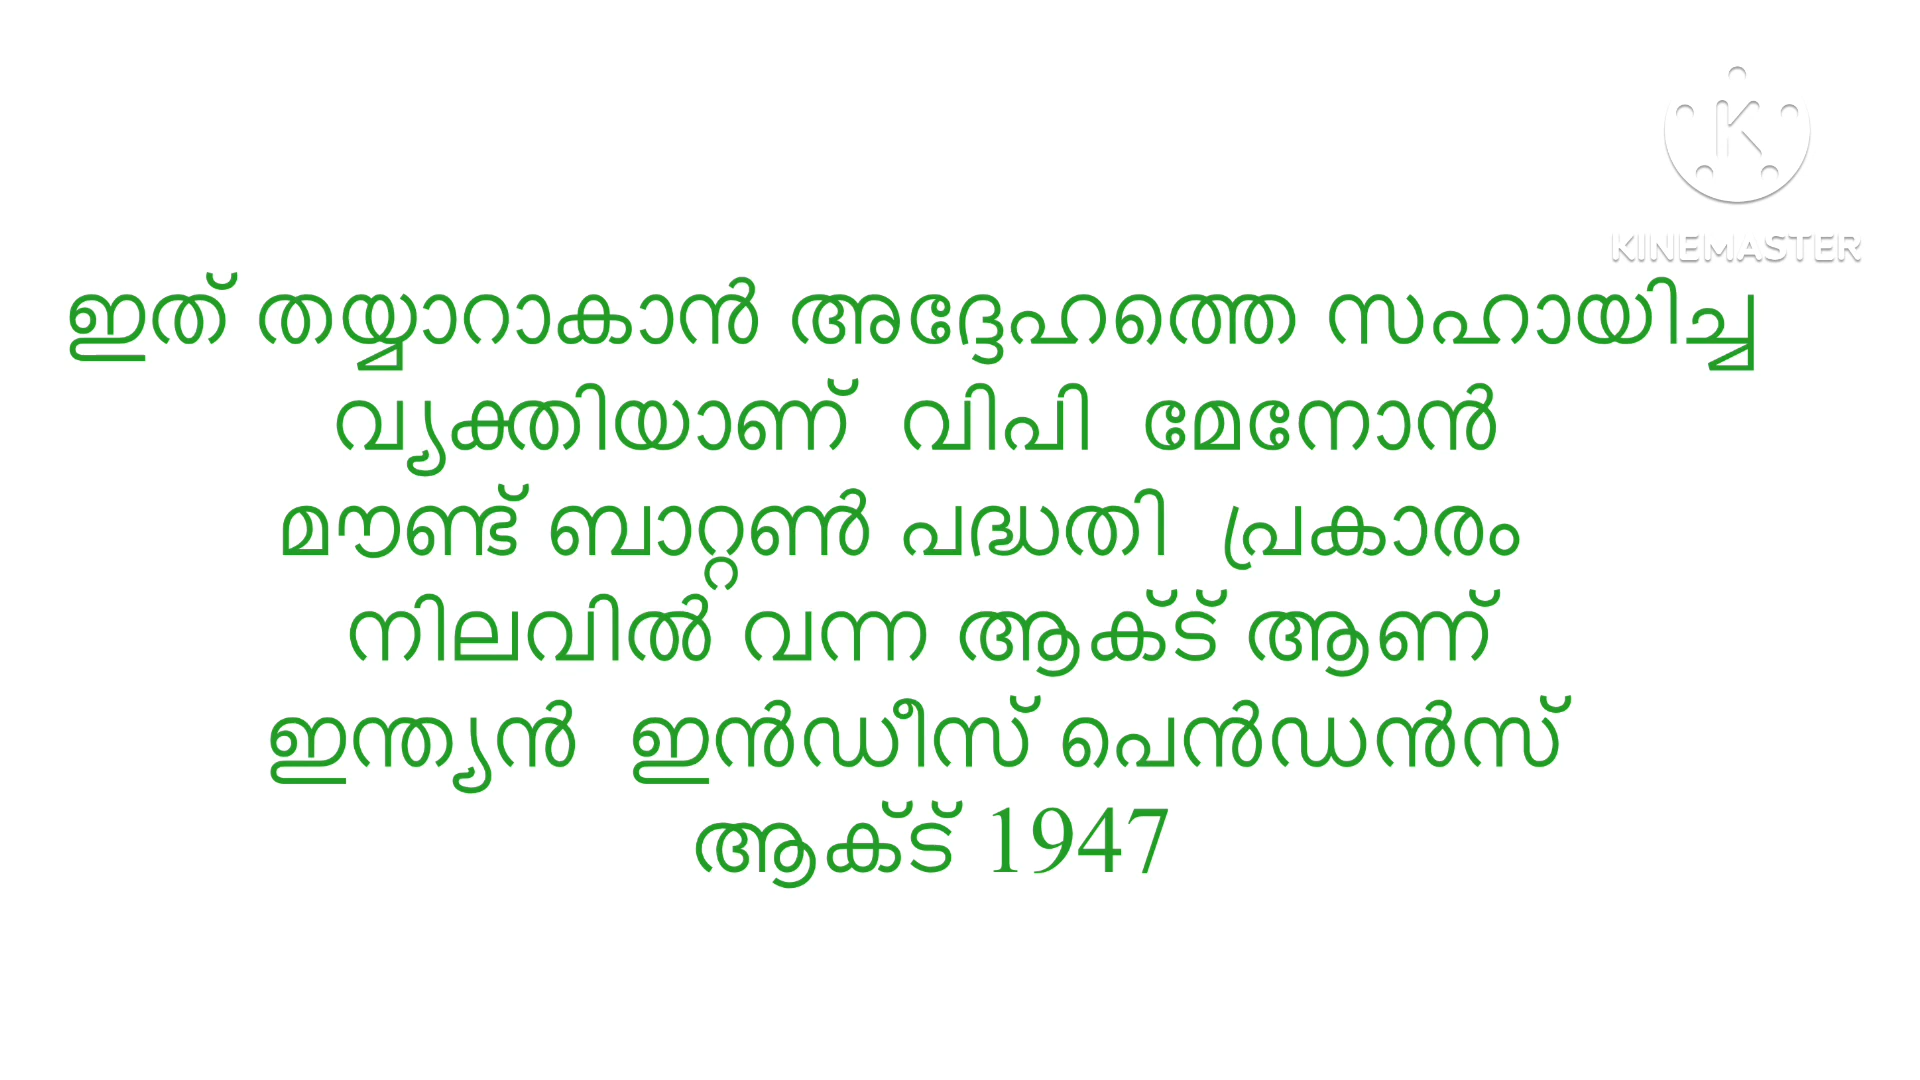 KINEMASTER
ഇത് തയ്യാറാകാൻ അദ്ദേഹത്തെ സഹായിച്ച
വ്യക്തിയാണ് വിപി മേനോൻ
മൗണ്ട് ബാറ്റൺ പദ്ധതി പ്രകാരം
നിലവിൽ വന്ന ആക്ട് ആണ്
ഇന്ത്യൻ ഇൻഡീസ് പെൻഡൻസ്
ആക്ട് 1947